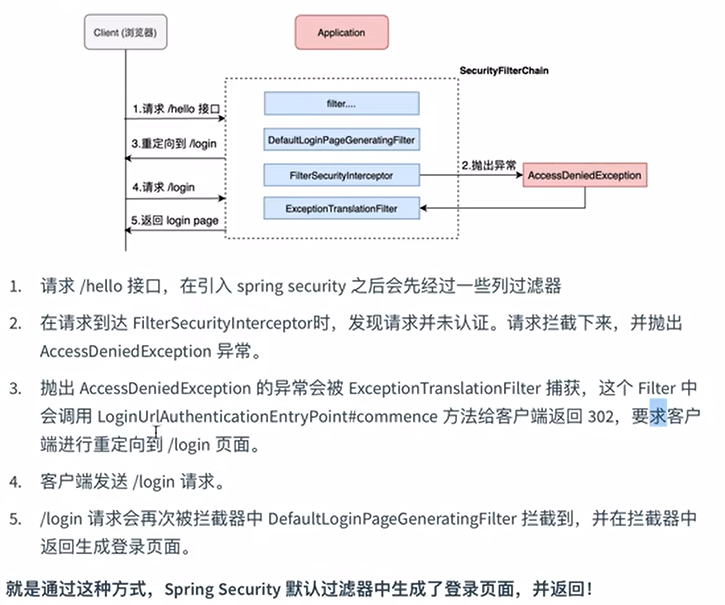 Client (浏览器)
Application
SecurityFilterChain
filter....
1.请求 /hello 接口
DefaultLoginPageGeneratingFilter
3.重定向到 /login
2.抛出异常
FilterSecurityInterceptor
AccessDeniedException
4.请求 /login
ExceptionTranslationFilter
5.返回 login page
1. 请求 /hello 接口，在引入 spring security 之后会先经过一些列过滤器
2. 在请求到达 FilterSecurityInterceptor时，发现请求并未认证。请求拦截下来，并抛出
AccessDeniedException 异常。
3. 抛出 AccessDeniedException 的异常会被 ExceptionTranslationFilter 捕获，这个 Filter 中
会调用 LoginUrlAuthenticationEntryPoint#commence 方法给客户端返回 302，要求客户
端进行重定向到 /login 页面。
4. 客户端发送 /login 请求。
5. /login 请求会再次被拦截器中 DefaultLoginPageGeneratingFilter 拦截到，并在拦截器中
返回生成登录页面。
就是通过这种方式，Spring Security 默认过滤器中生成了登录页面，并返回！